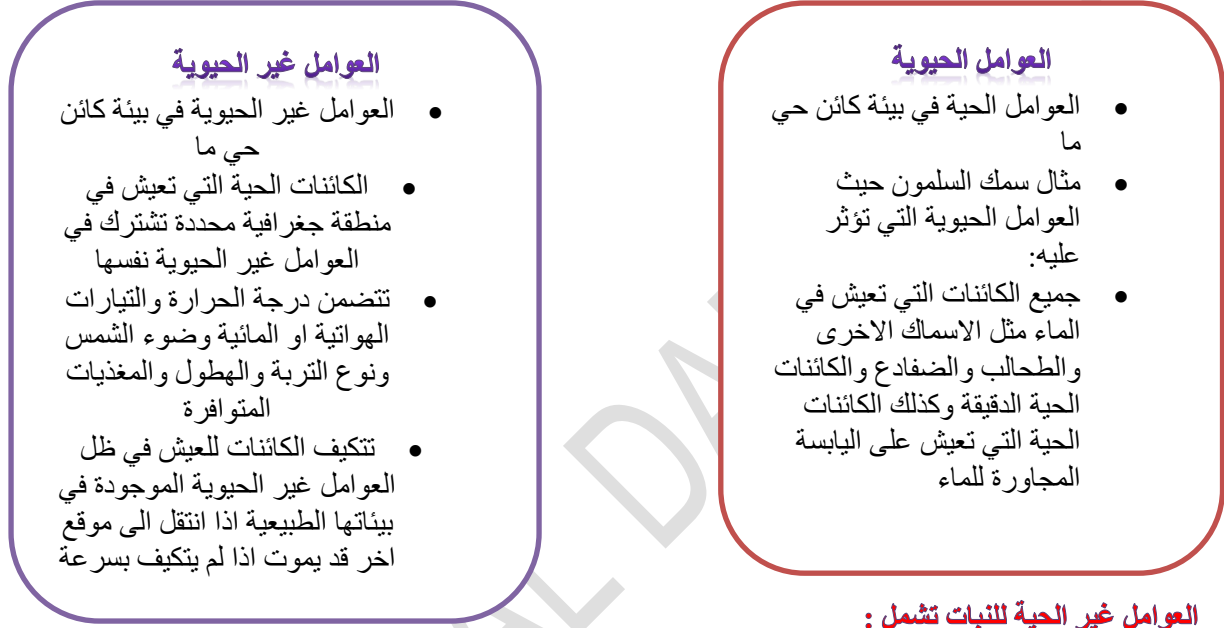 العوامل الحيوية
• العوامل الحية في بيئة كائن حي
ما
• مثال سمك السلمون حيث
العوامل الحيوية التي تؤثر
عليه:
• جميع الكائنات التي تعيش في
الماء مثل الاسماك الاخرى
والطحالب والضفادع والكائنات
الحية الدقيقة وكذلك الكائنات
الحية التي تعيش على اليابسة
المجاورة للماء
العوامل غير الحيوية
• العوامل غير الحيوية في بيئة كائن
حي ما
• الكائنات الحية التي تعيش في
منطقة جغرافية محددة تشترك في
العوامل غير الحيوية نفسها
• تتضمن درجة الحرارة والتيارات
الهوائية او المائية وضوء الشمس
ونوع التربة والهطول والمغذيات
المتوافرة
• تتكيف الكائنات للعيش في ظل
العوامل غير الحيوية الموجودة في
بيئاتها الطبيعية اذا انتقل الى موقع
اخر قد يموت اذا لم يتكيف بسرعة
العوامل غير الحية للنبات تشمل :